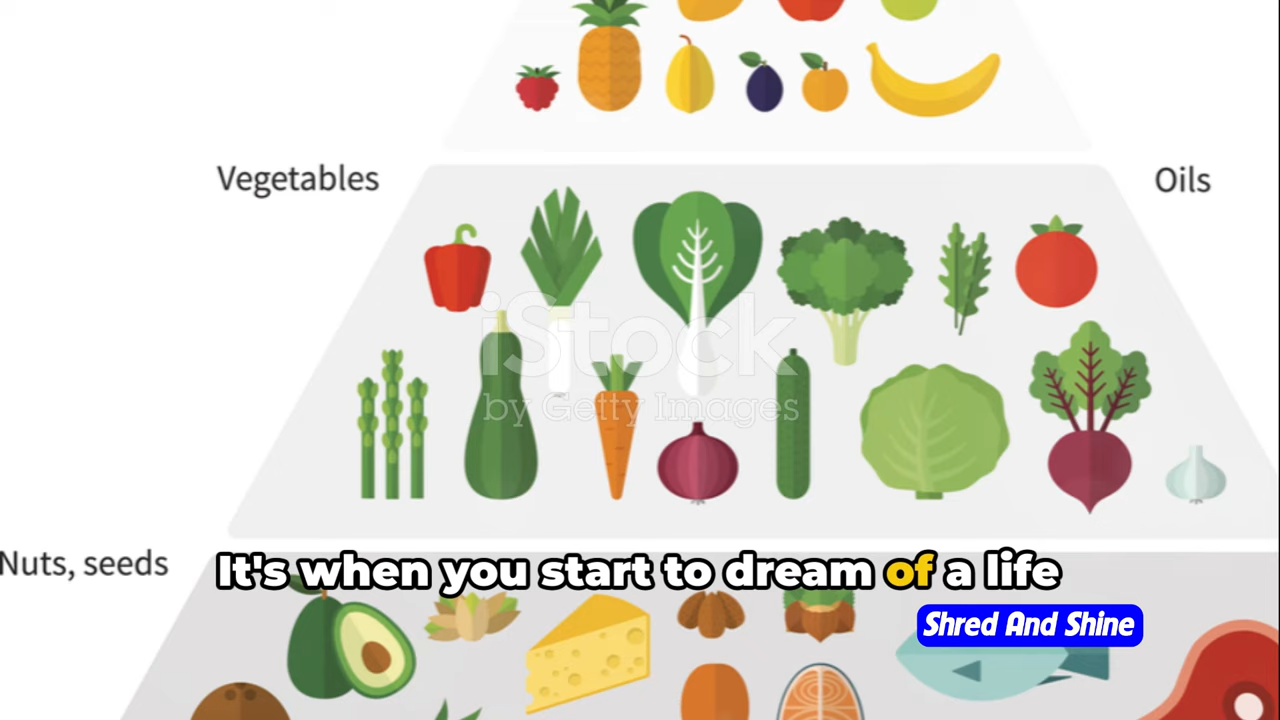 Vegetables
Oils
iStock
by Getty Images
Nuts, seeds
It's when you start to dream of a life
Shred And Shine